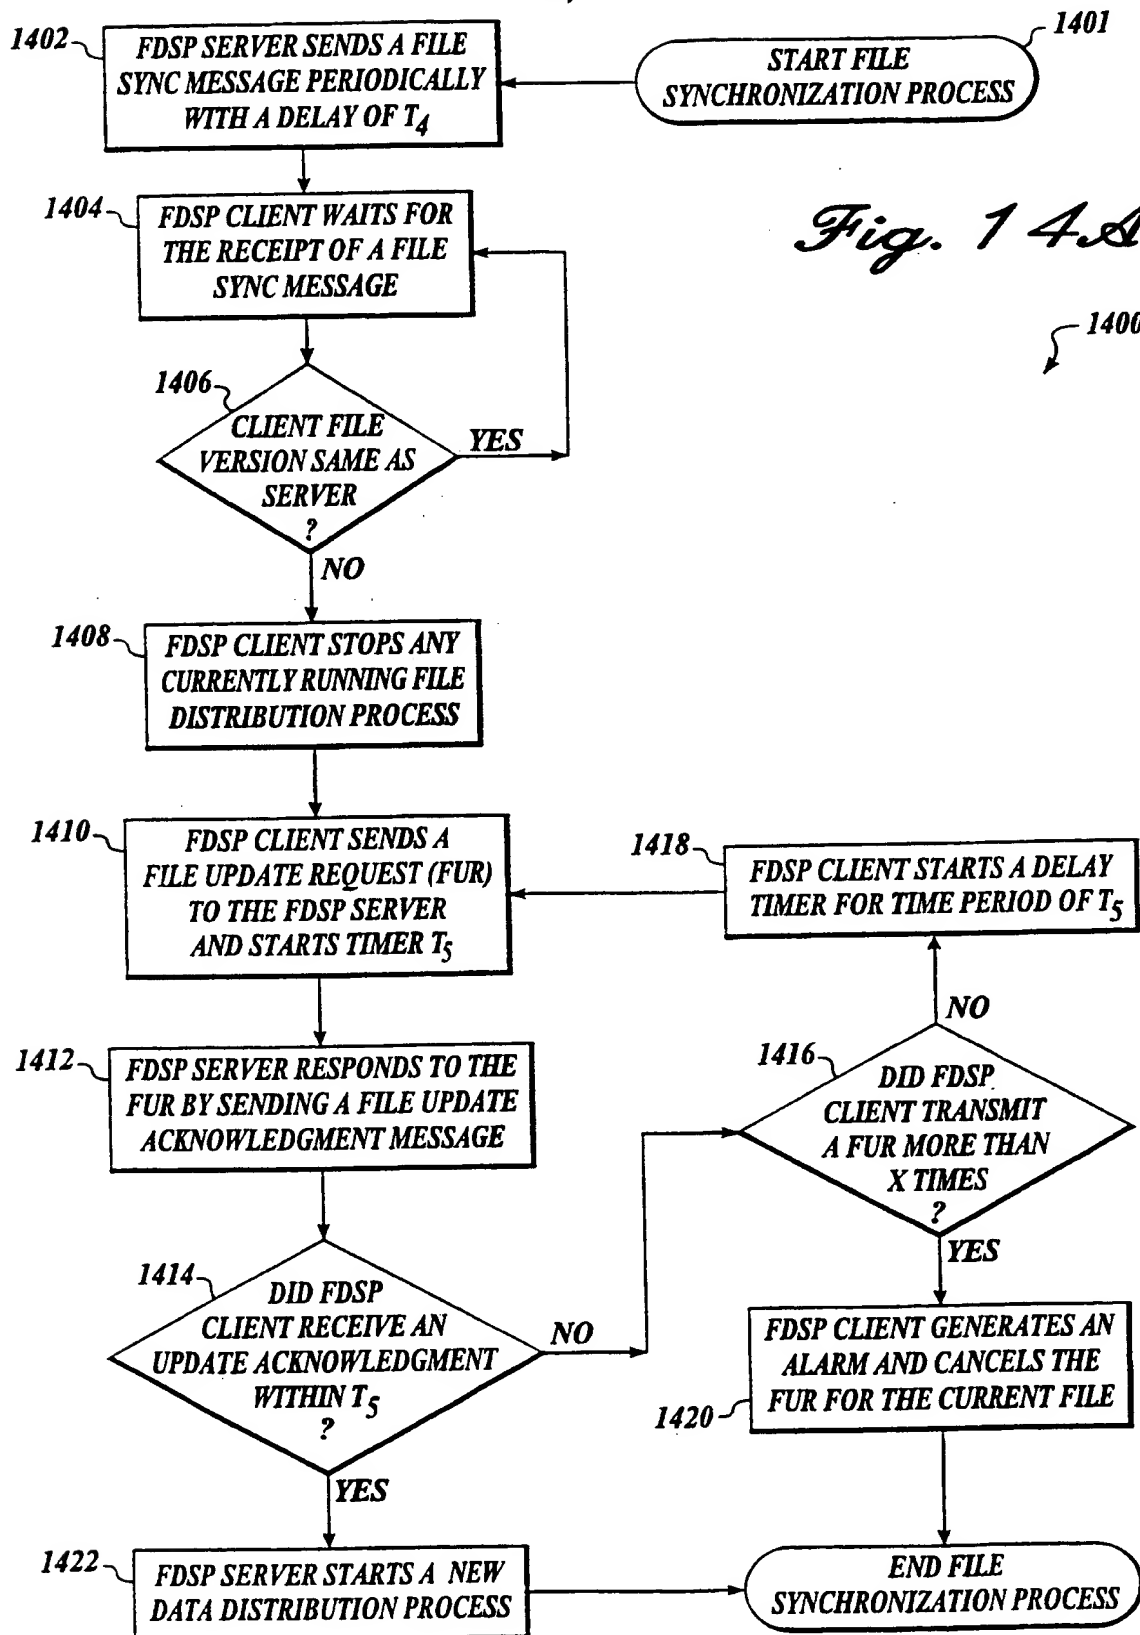 1401
START FILE
SYNCHRONIZATION PROCESS
1402
FDSP SERVER SENDS A FILE
SYNC MESSAGE PERIODICALLY
WITH A DELAY OF T4
1404
FDSP CLIENT WAITS FOR
THE RECEIPT OF A FILE
SYNC MESSAGE
Fig. 14A
1400
1406
CLIENT FILE
VERSION SAME AS
SERVER
?
YES
NO
1408
FDSP CLIENT STOPS ANY
CURRENTLY RUNNING FILE
DISTRIBUTION PROCESS
1410
FDSP CLIENT SENDS A
FILE UPDATE REQUEST (FUR)
TO THE FDSP SERVER
AND STARTS TIMER T5
1412
FDSP SERVER RESPONDS TO THE
FUR BY SENDING A FILE UPDATE
ACKNOWLEDGMENT MESSAGE
1414
DID FDSP
CLIENT RECEIVE AN
UPDATE ACKNOWLEDGMENT
WITHIN T5
?
NO
YES
1416
DID FDSP
CLIENT TRANSMIT
A FUR MORE THAN
X TIMES
?
NO
YES
1418
FDSP CLIENT STARTS A DELAY
TIMER FOR TIME PERIOD OF T5
1420
FDSP CLIENT GENERATES AN
ALARM AND CANCELS THE
FUR FOR THE CURRENT FILE
1422
FDSP SERVER STARTS A NEW
DATA DISTRIBUTION PROCESS
END FILE
SYNCHRONIZATION PROCESS